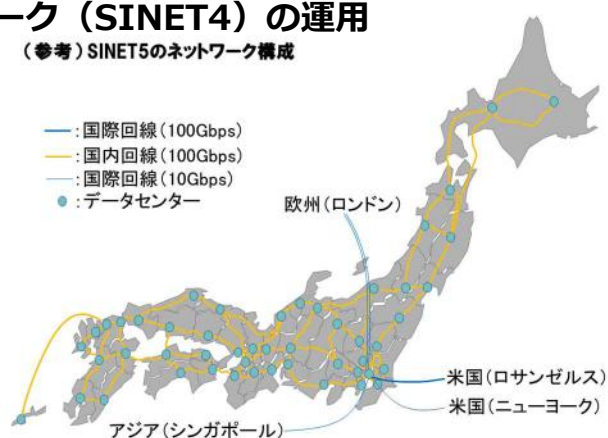 ーク（SINET4）の運用
（参考）SINET5のネットワーク構成
：国際回線（100Gbps）
：国内回線（100Gbps）
：国際回線（10Gbps）
：データセンター
欧州（ロンドン）
米国（ロサンゼルス）
米国（ニューヨーク）
アジア（シンガポール）